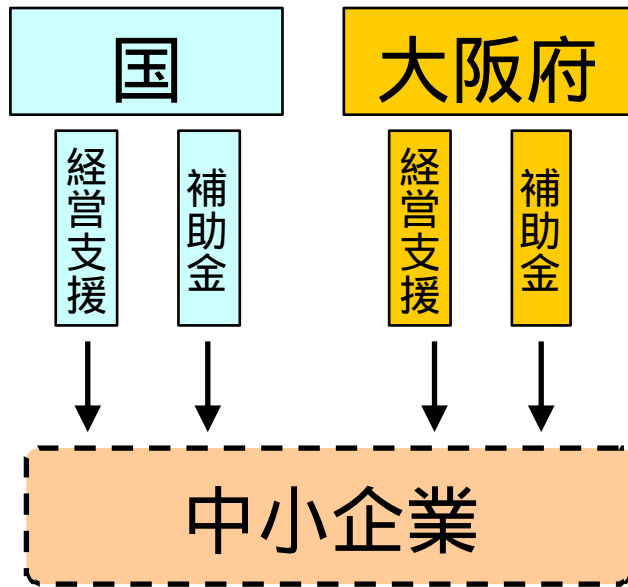 国
大阪府
経営支援
補助金
経営支援
補助金
中小企業